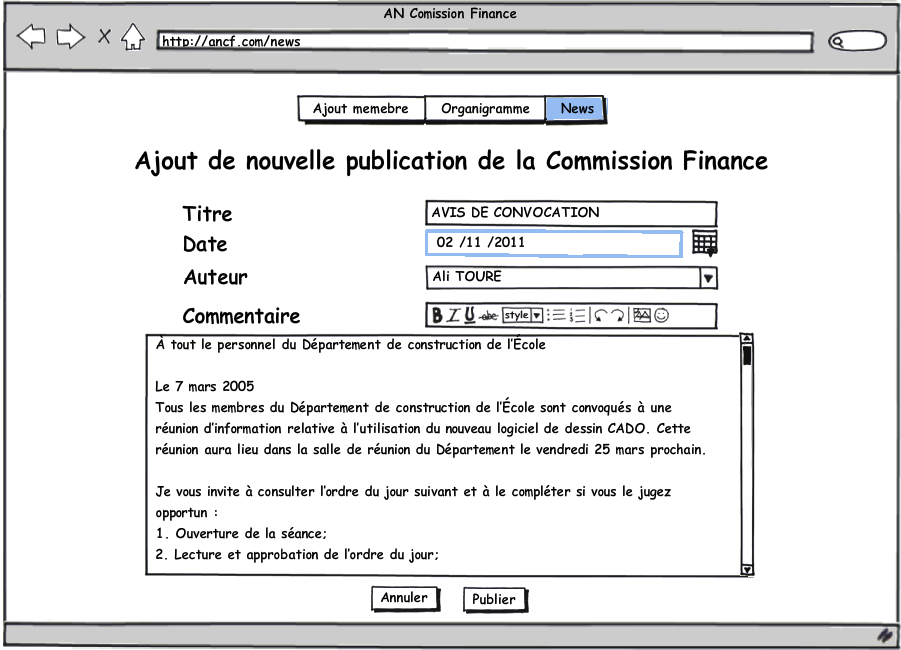 AN Comission Finance
http://ancf.com/news
Ajout memebre Organigramme News
Ajout de nouvelle publication de la Commission Finance
Titre AVIS DE CONVOCATION
Date 02 /11 /2011
Auteur Ali TOURE
Commentaire B I U abc style
À tout le personnel du Département de construction de l'École
Le 7 mars 2005
Tous les membres du Département de construction de l'École sont convoqués à une
réunion d'information relative à l'utilisation du nouveau logiciel de dessin CADO. Cette
réunion aura lieu dans la salle de réunion du Département le vendredi 25 mars prochain.
Je vous invite à consulter l'ordre du jour suivant et à le compléter si vous le jugez
opportun :
1. Ouverture de la séance;
2. Lecture et approbation de l'ordre du jour;
Annuler Publier